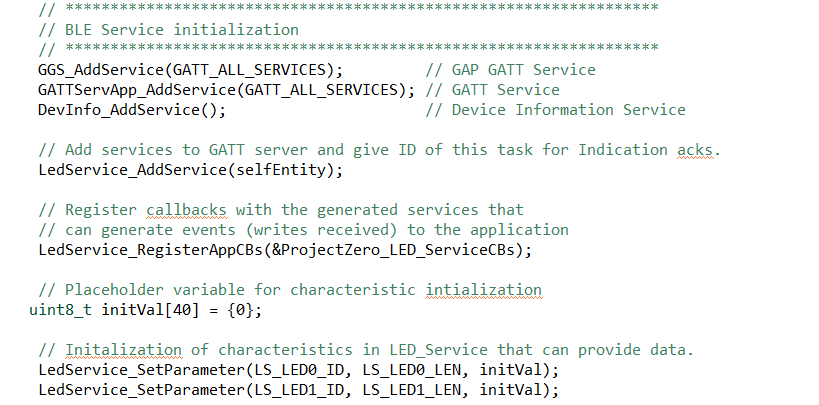 // ******************************************************************
// BLE Service initialization
// ******************************************************************
GGS_AddService(GATT_ALL_SERVICES);         // GAP GATT Service
GATTServApp_AddService(GATT_ALL_SERVICES); // GATT Service
DevInfo_AddService();                      // Device Information Service
// Add services to GATT server and give ID of this task for Indication acks.
LedService_AddService(selfEntity);
// Register callbacks with the generated services that
// can generate events (writes received) to the application
LedService_RegisterAppCBs(&ProjectZero_LED_ServiceCBs);
// Placeholder variable for characteristic intialization
uint8_t initVal[40] = {0};
// Initalization of characteristics in LED_Service that can provide data.
LedService_SetParameter(LS_LED0_ID, LS_LED0_LEN, initVal);
LedService_SetParameter(LS_LED1_ID, LS_LED1_LEN, initVal);